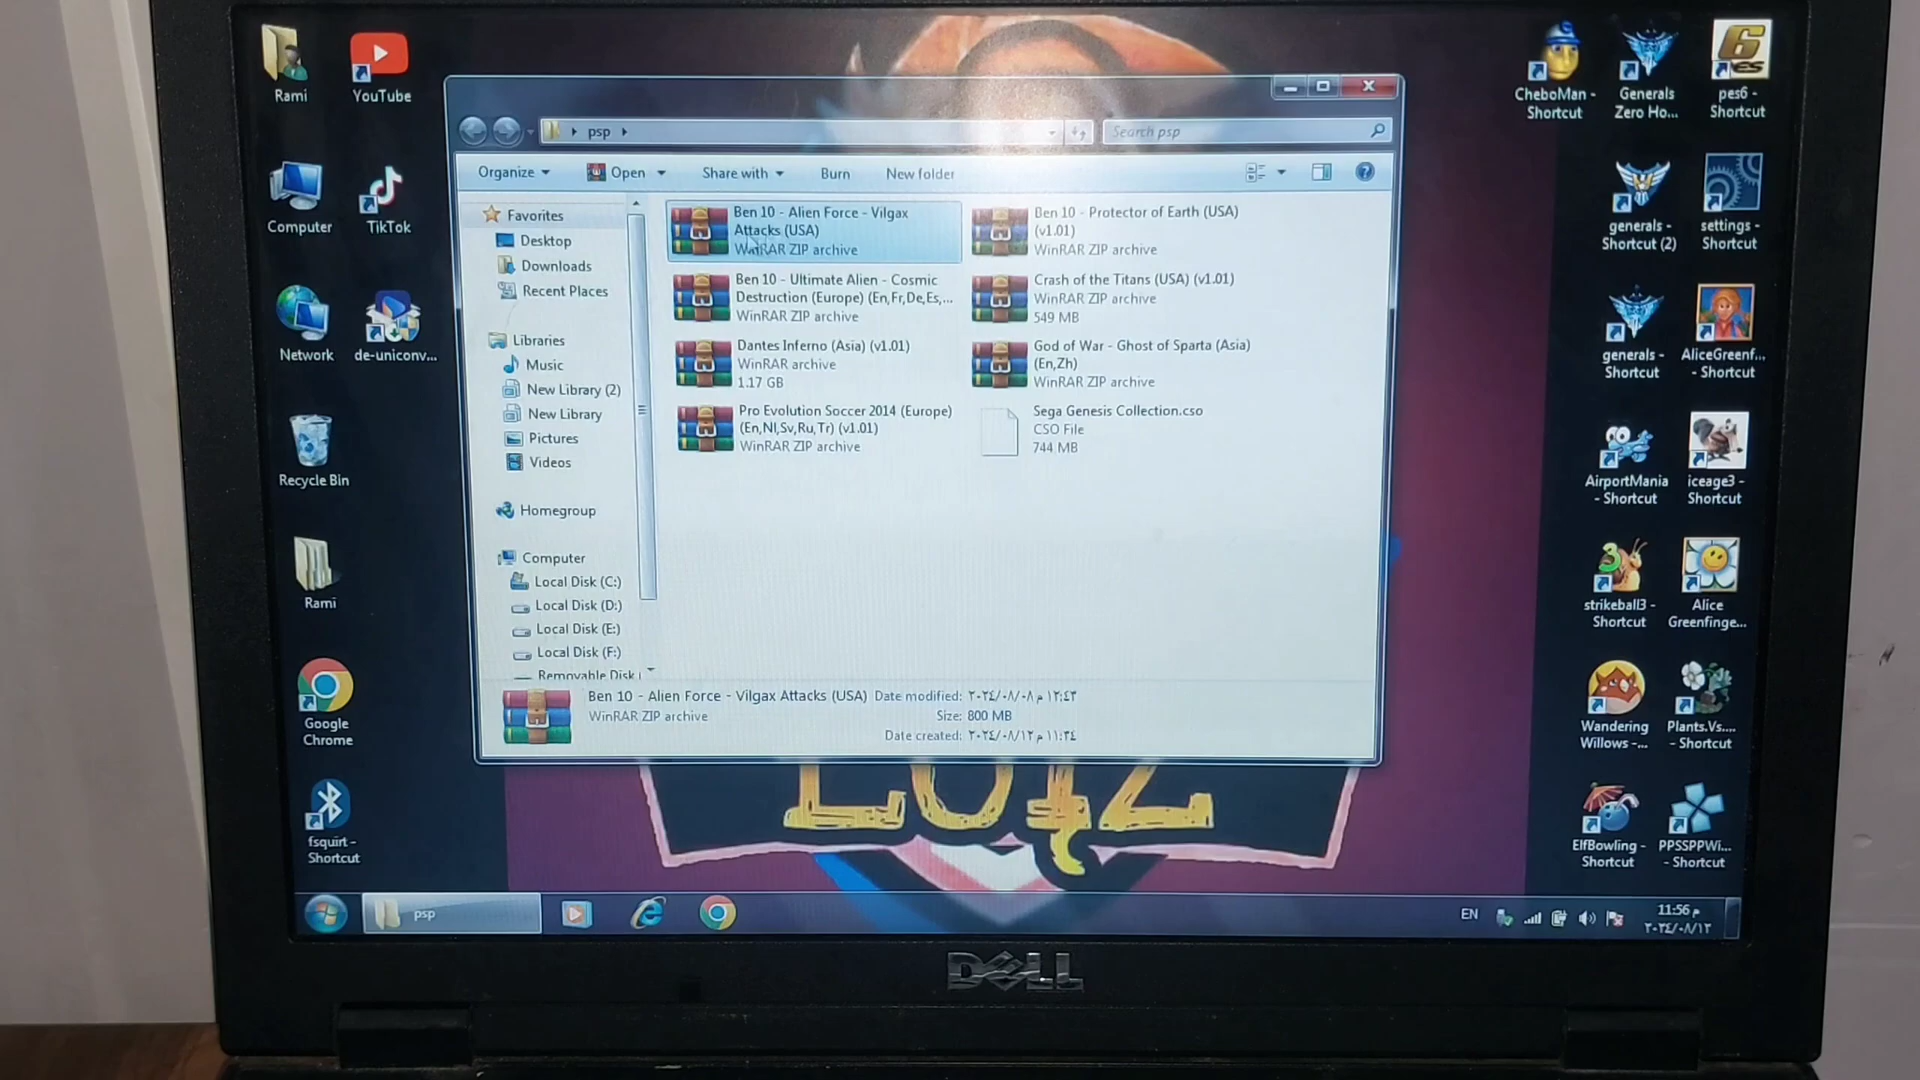 Rami
YouTube
Computer
TikTok
Network
de-uniconv...
Recycle Bin
Rami
Google
Chrome
fsquirt -
Shortcut
psp
Search psp
Organize
Open
Share with
Burn
New folder
Favorites
Desktop
Downloads
Recent Places
Libraries
Music
New Library (2)
New Library
Pictures
Videos
Homegroup
Computer
Local Disk (C:)
Local Disk (D:)
Local Disk (E:)
Local Disk (F:)
Removable Disk
Ben 10 - Alien Force - Vilgax
Attacks (USA)
WinRAR ZIP archive
Ben 10 - Protector of Earth (USA)
(v1.01)
WinRAR ZIP archive
Ben 10 - Ultimate Alien - Cosmic
Destruction (Europe) (En,Fr,De,Es,...
WinRAR ZIP archive
Crash of the Titans (USA) (v1.01)
WinRAR ZIP archive
549 MB
Dantes Inferno (Asia) (v1.01)
WinRAR archive
1.17 GB
God of War - Ghost of Sparta (Asia)
(En,Zh)
WinRAR ZIP archive
Pro Evolution Soccer 2014 (Europe)
(En,Nl,Sv,Ru,Tr) (v1.01)
WinRAR ZIP archive
Sega Genesis Collection.cso
CSO File
744 MB
Ben 10 - Alien Force - Vilgax Attacks (USA) Date modified: ٢٠٢٤/٠٨/٠٨ م ١٢:٤٣
WinRAR ZIP archive Size: 800 MB
Date created: ٢٠٢٤/٠٨/١٢ م ١١:٢٤
CheboMan -
Shortcut
Generals
Zero Ho...
pes6 -
Shortcut
generals -
Shortcut (2)
settings -
Shortcut
generals -
Shortcut
AliceGreenf...
- Shortcut
AirportMania
- Shortcut
iceage3 -
Shortcut
strikeball3 -
Shortcut
Alice
Greenfinge...
Wandering
Willows -...
Plants.Vs....
- Shortcut
ElfBowling -
Shortcut
PPSSPPWi...
- Shortcut
psp
EN
11:56 م
٢٠٢٤/٠٨/١٢
DELL